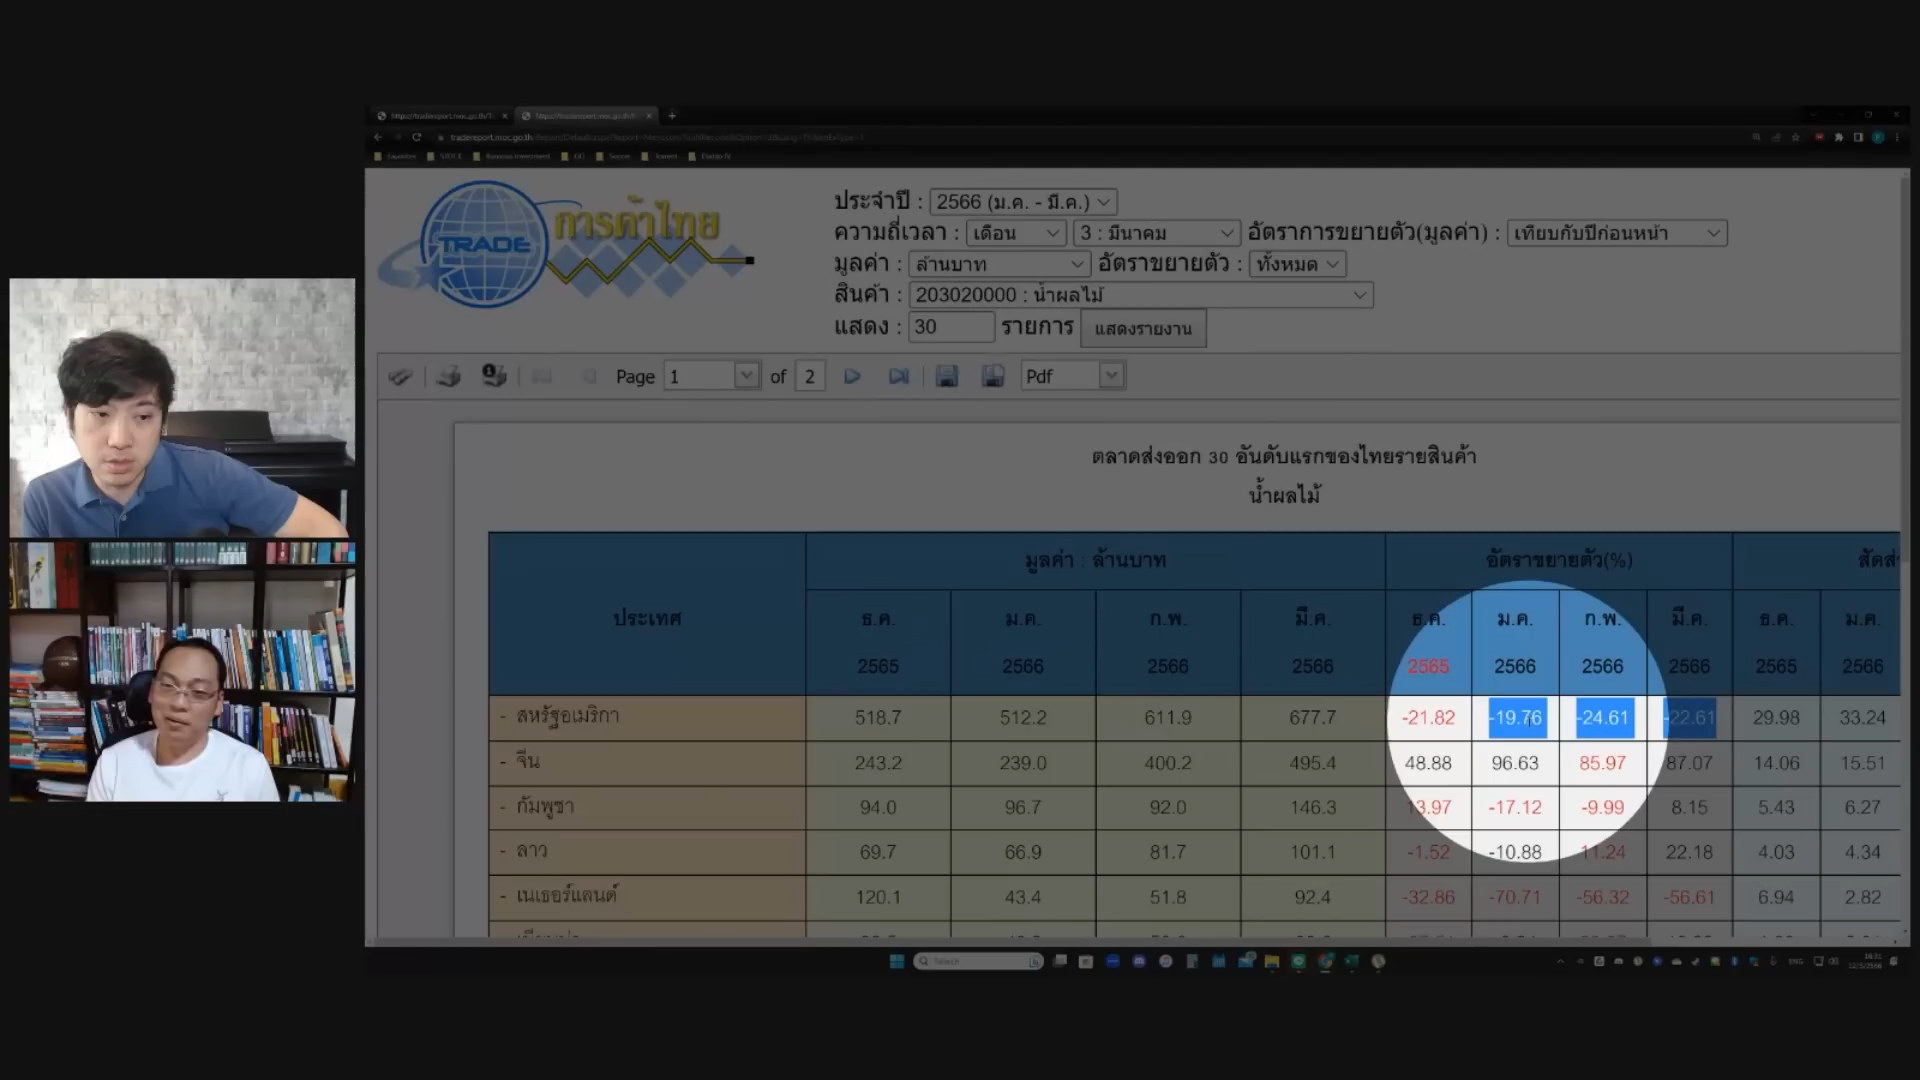 tradereport.moc.go.th
TRADE
การค้าไทย
ประจำปี : 2566 (ม.ค. - มี.ค.)
ความถี่เวลา : เดือน 3 : มีนาคม อัตราการขยายตัว(มูลค่า) : เทียบกับปีก่อนหน้า
มูลค่า : ล้านบาท อัตราขยายตัว : ทั้งหมด
สินค้า : 203020000 : น้ำผลไม้
แสดง : 30 รายการ แสดงรายงาน
Page 1 of 2 Pdf
ตลาดส่งออก 30 อันดับแรกของไทยรายสินค้า
น้ำผลไม้
ประเทศ มูลค่า : ล้านบาท อัตราขยายตัว(%)
ธ.ค. ม.ค. ก.พ. มี.ค. ธ.ค. ม.ค. ก.พ. มี.ค. ธ.ค. ม.ค.
2565 2566 2566 2566 2565 2566 2566 2566 2565 2566
- สหรัฐอเมริกา 518.7 512.2 611.9 677.7 -21.82 -19.76 -24.61 -22.61 29.98 33.24
- จีน 243.2 239.0 400.2 495.4 48.88 96.63 85.97 87.07 14.06 15.51
- กัมพูชา 94.0 96.7 92.0 146.3 13.97 -17.12 -9.99 8.15 5.43 6.27
- ลาว 69.7 66.9 81.7 101.1 -1.52 -10.88 11.24 22.18 4.03 4.34
- เนเธอร์แลนด์ 120.1 43.4 51.8 92.4 -32.86 -70.71 -56.32 -56.61 6.94 2.82
Search
ENG